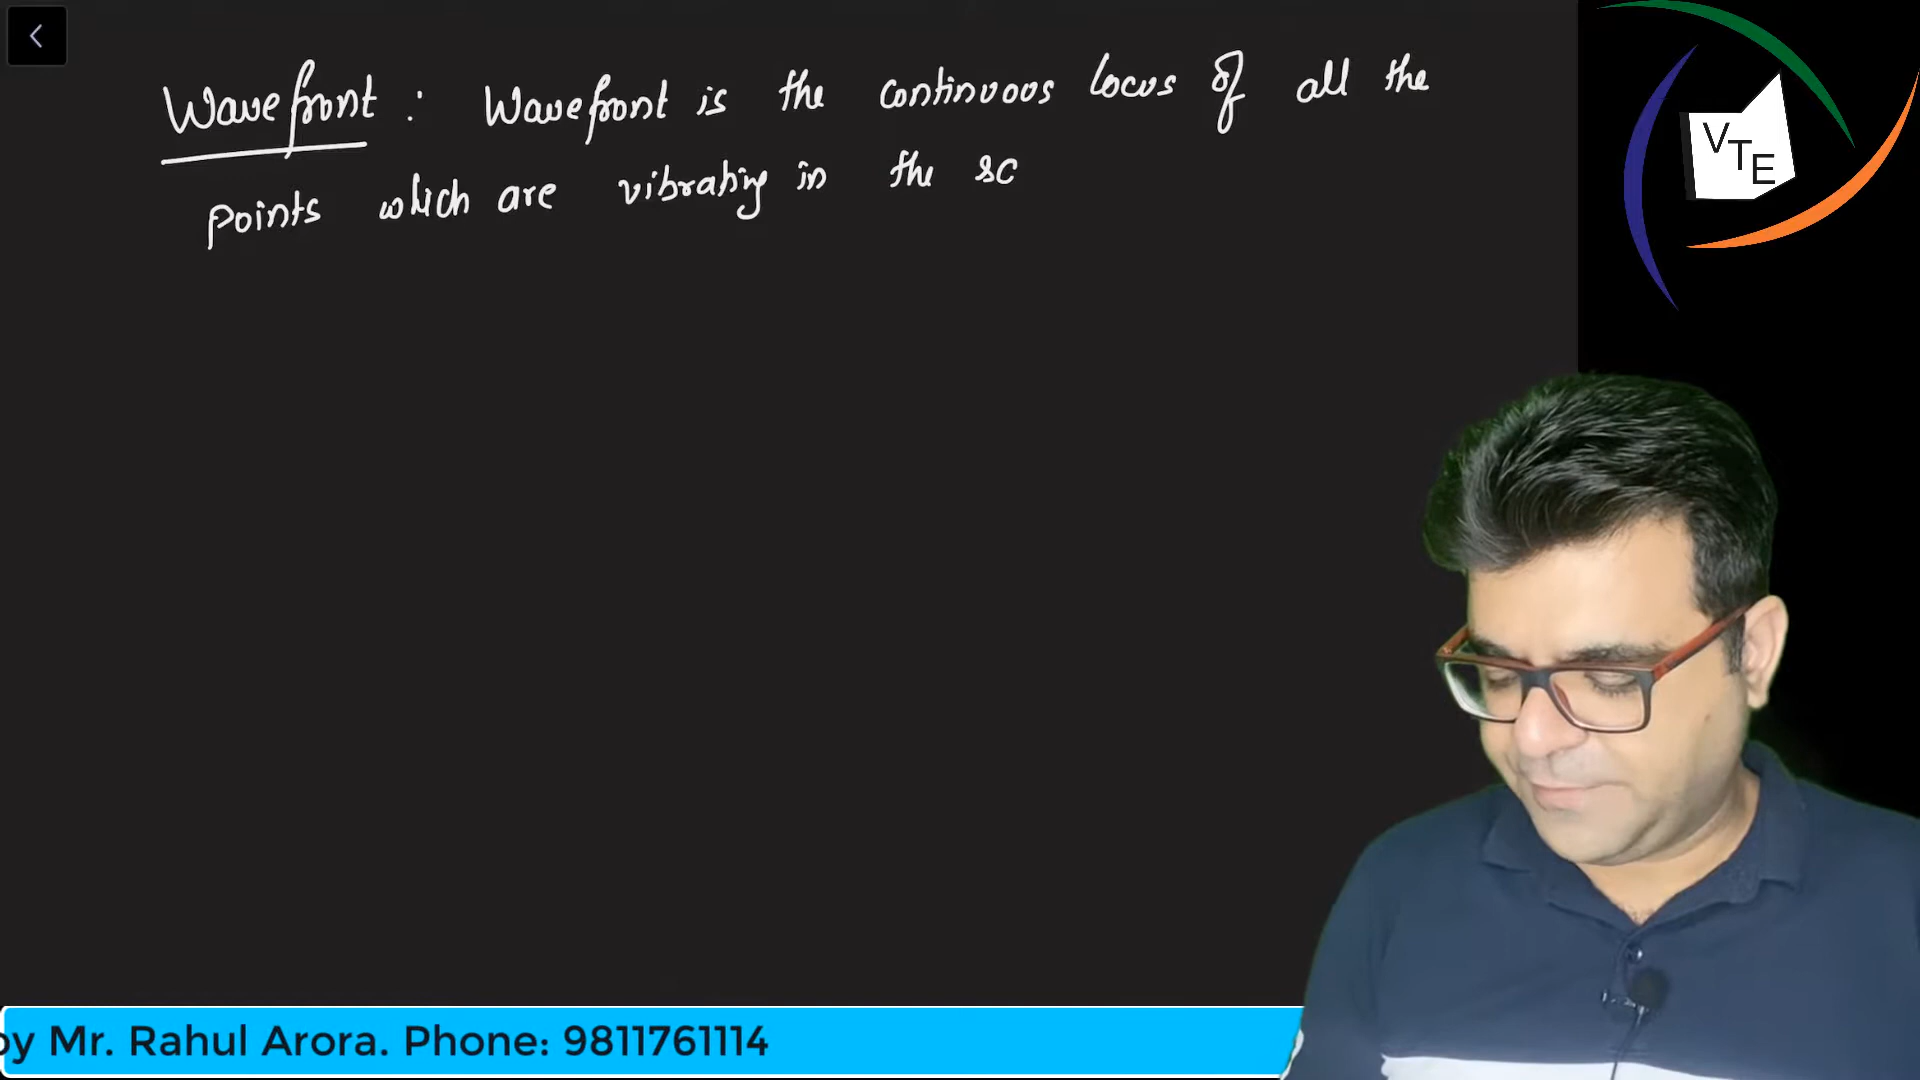 Wavefront : Wavefront is the continuous locus of all the
points which are vibrating in the sa
VTE
by Mr. Rahul Arora. Phone: 9811761114